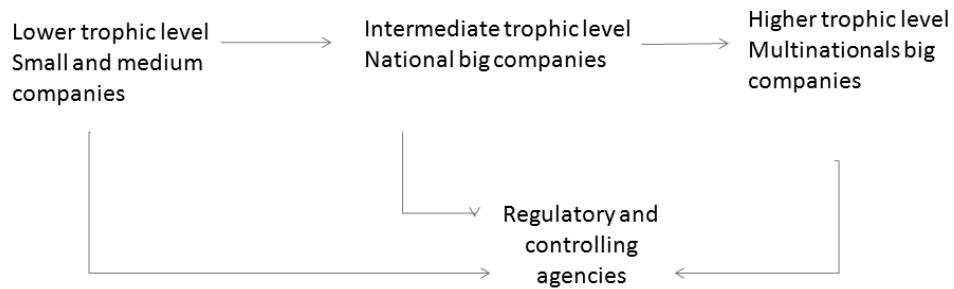 Lower trophic level
Small and medium
companies
Intermediate trophic level
National big companies
Higher trophic level
Multinationals big
companies
Regulatory and
controlling
agencies